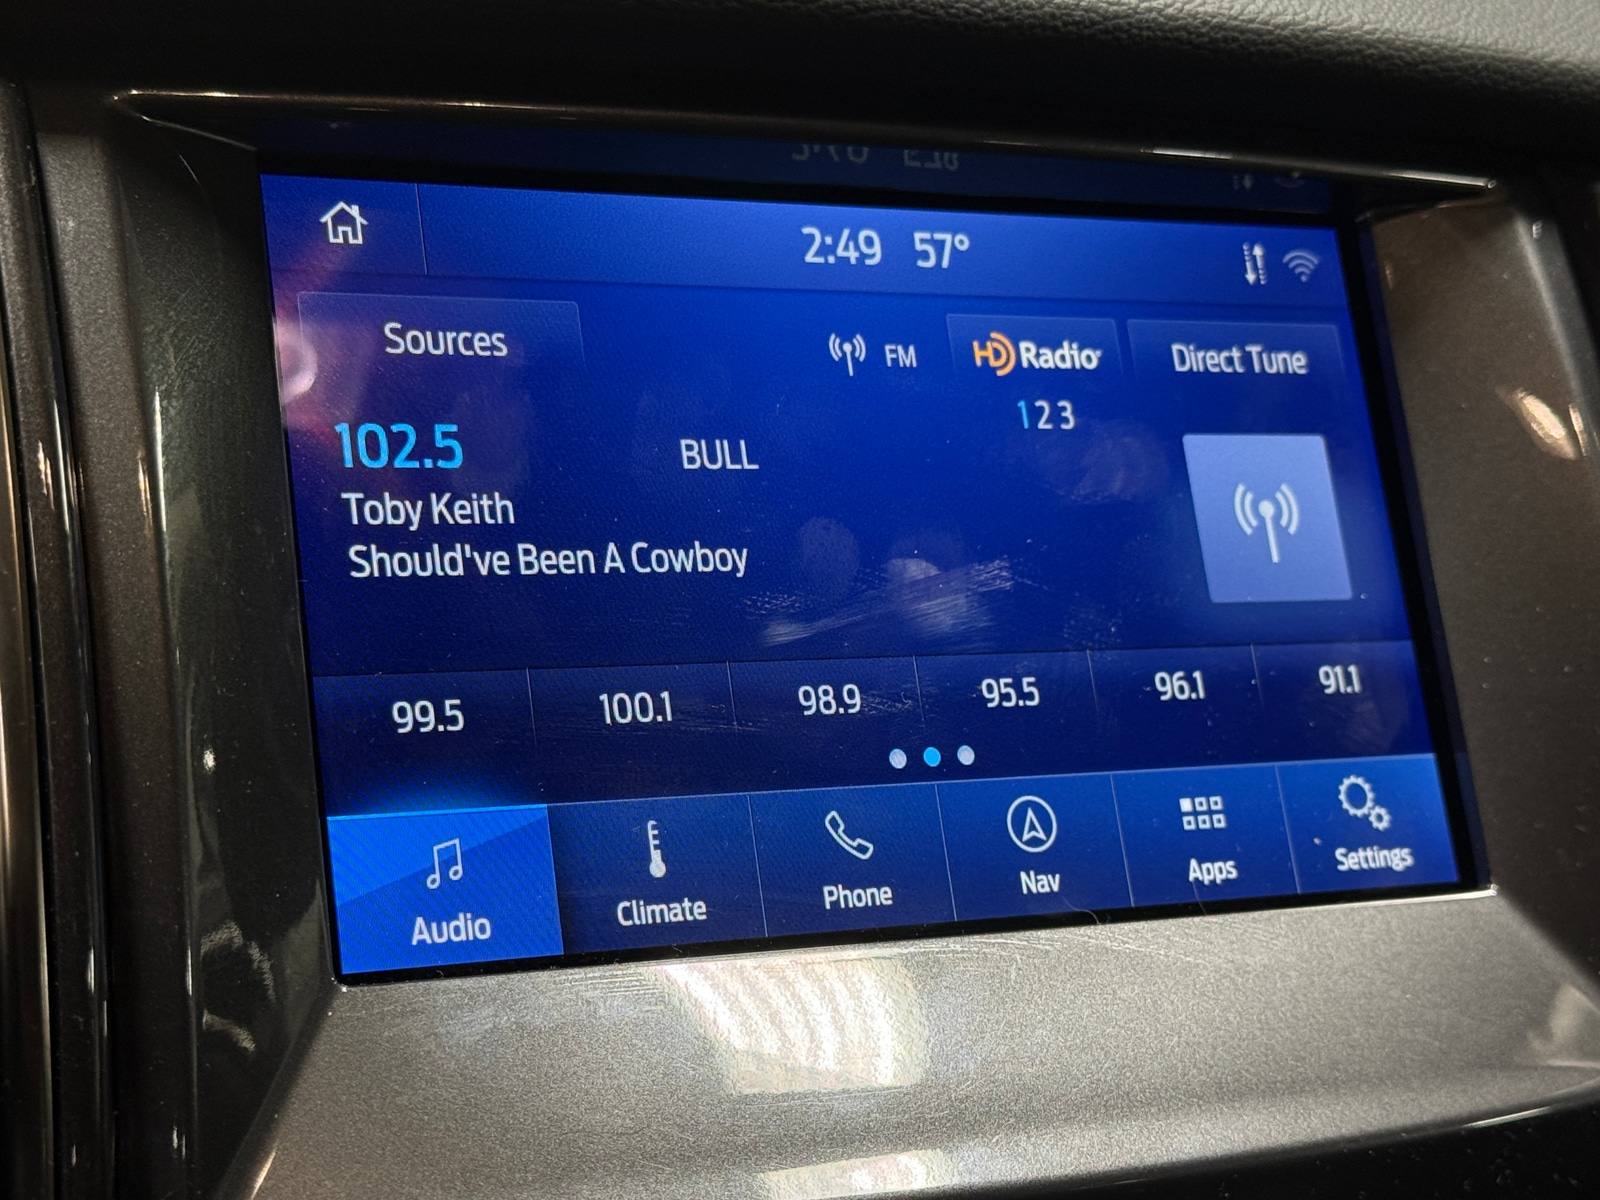 2:49 57°
Sources
FM
HD Radio
Direct Tune
1 2 3
102.5
BULL
Toby Keith
Should've Been A Cowboy
99.5
100.1
98.9
95.5
96.1
91.1
Audio
Climate
Phone
Nav
Apps
Settings